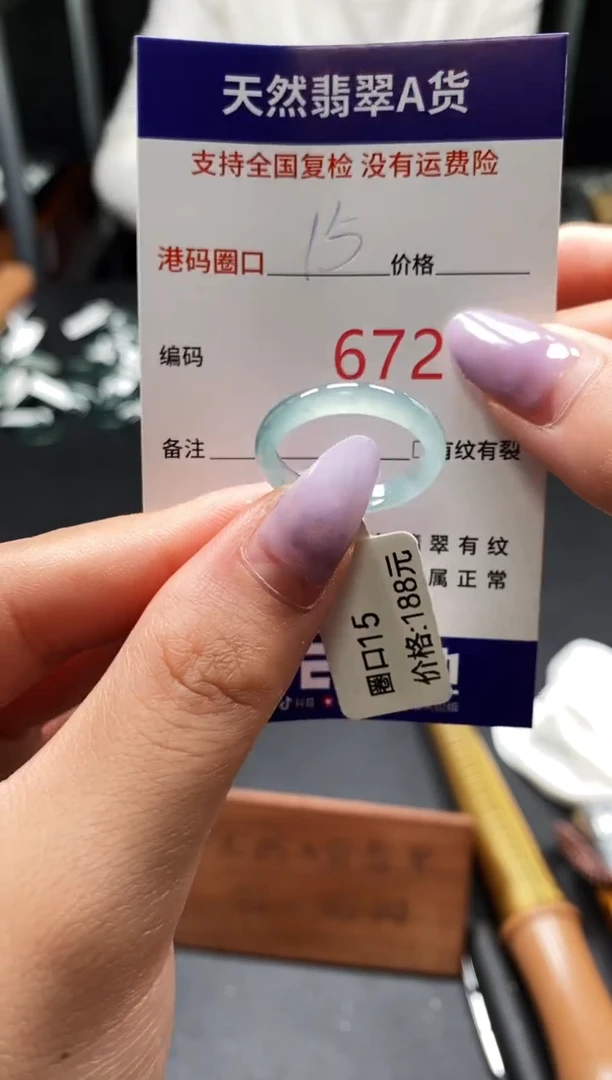 天然翡翠A货
支持全国复检 没有运费险
港码圈口 15 价格
编码 672
备注 有纹有裂
翠有纹
属正常
圈口15
价格:188元